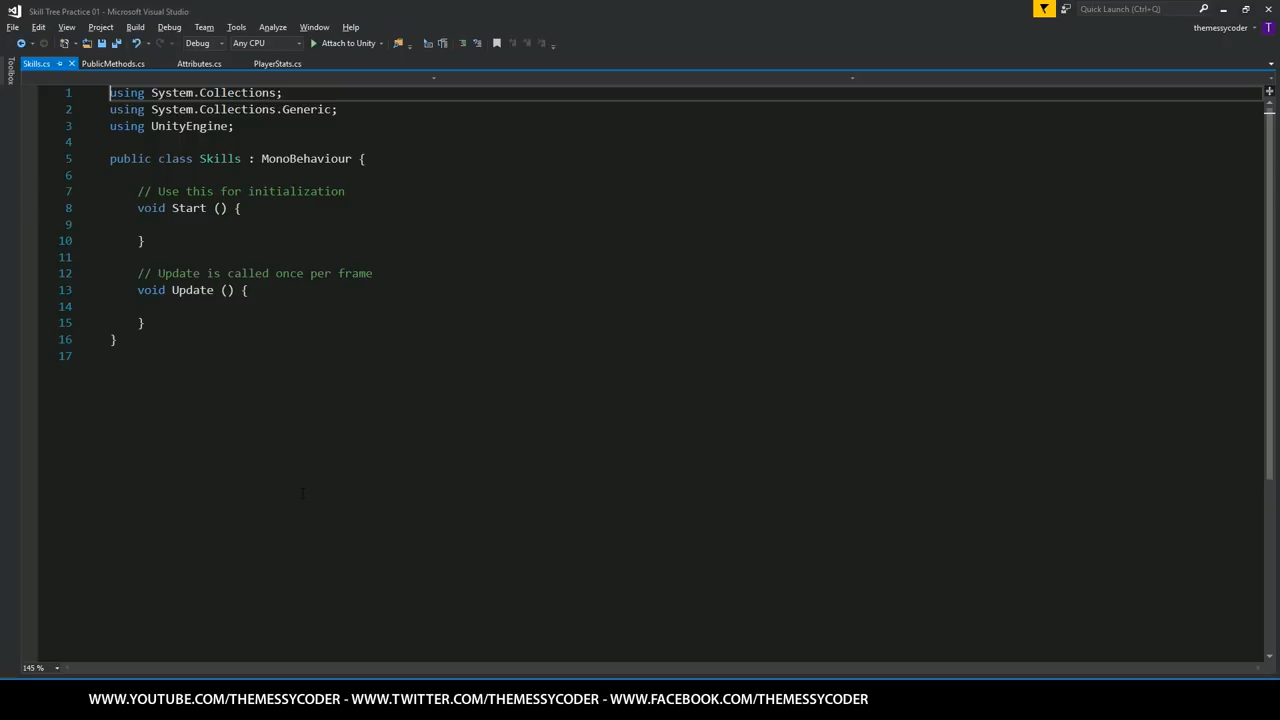 Skill Tree Practice 01 - Microsoft Visual Studio
Quick Launch (Ctrl+Q)
File Edit View Project Build Debug Team Tools Analyze Window Help
themessycoder T
Debug Any CPU Attach to Unity
Toolbox
Skills.cs PublicMethods.cs Attributes.cs PlayerStats.cs
1 using System.Collections;
2 using System.Collections.Generic;
3 using UnityEngine;
4
5 public class Skills : MonoBehaviour {
6
7 // Use this for initialization
8 void Start () {
9
10 }
11
12 // Update is called once per frame
13 void Update () {
14
15 }
16 }
17
145 %
WWW.YOUTUBE.COM/THEMESSYCODER - WWW.TWITTER.COM/THEMESSYCODER - WWW.FACEBOOK.COM/THEMESSYCODER